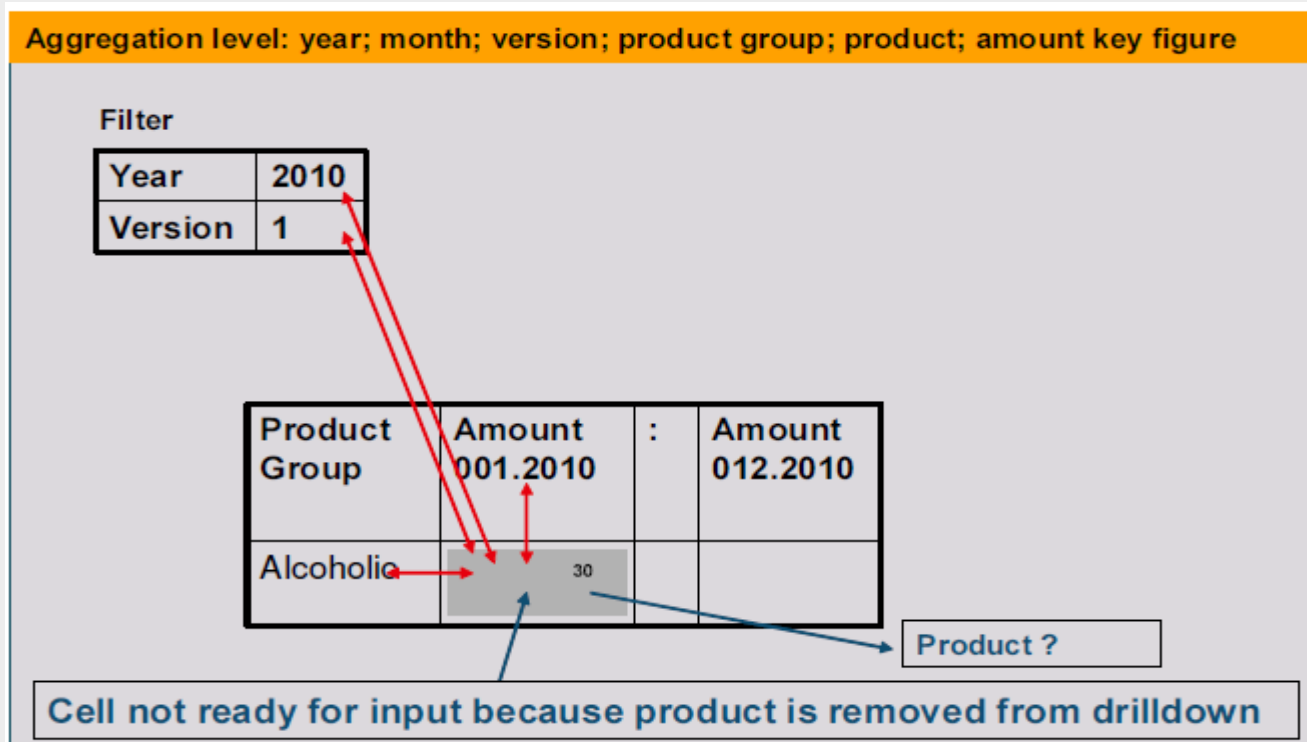 Aggregation level: year; month; version; product group; product; amount key figure
Filter
Year 2010
Version 1
Product Group Amount 001.2010 : Amount 012.2010
Alcoholic 30
Product ?
Cell not ready for input because product is removed from drilldown